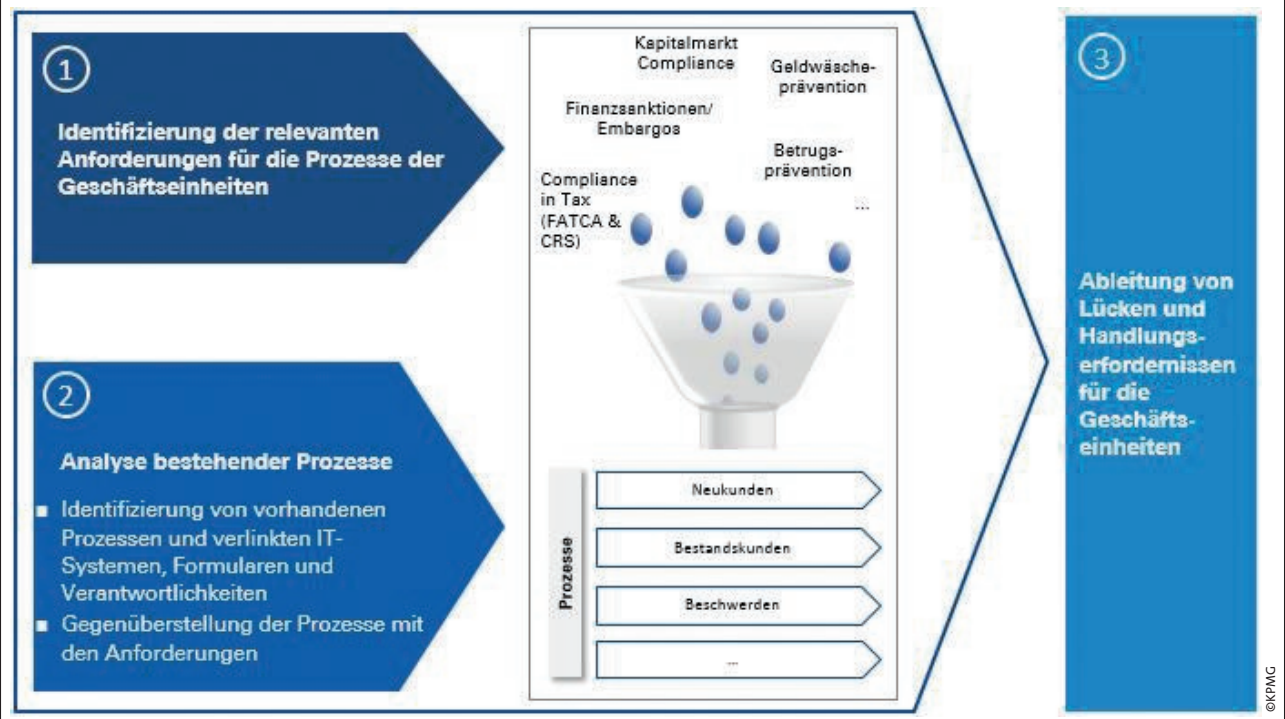 1
Identifizierung der relevanten
Anforderungen für die Prozesse der
Geschäftseinheiten
2
Analyse bestehender Prozesse
■ Identifizierung von vorhandenen
Prozessen und verlinkten IT-
Systemen, Formularen und
Verantwortlichkeiten
■ Gegenüberstellung der Prozesse mit
den Anforderungen
Kapitalmarkt
Compliance
Geldwäsche-
prävention
Finanzsanktionen/
Embargos
Betrugs-
prävention
Compliance
in Tax
(FATCA &
CRS)
...
Prozesse
Neukunden
Bestandskunden
Beschwerden
...
3
Ableitung von
Lücken und
Handlungs-
erfordernissen
für die
Geschäfts-
einheiten
©KPMG